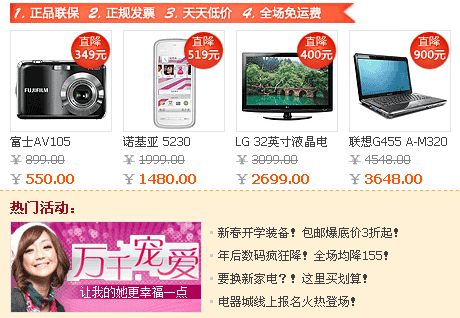 1. 正品联保 2. 正规发票 3. 天天低价 4. 全场免运费
直降
349元
直降
519元
直降
400元
直降
900元
FUJIFILM
富士AV105
诺基亚 5230
LG 32英寸液晶电
联想G455 A-M320
￥ 899.00
￥ 1999.00
￥ 3099.00
￥ 4548.00
￥ 550.00
￥ 1480.00
￥ 2699.00
￥ 3648.00
热门活动：
万千宠爱
让我的她更幸福一点
新春开学装备！包邮爆底价3折起！
年后数码疯狂降！全场均降155！
要换新家电？！这里买划算！
电器城线上报名火热登场！